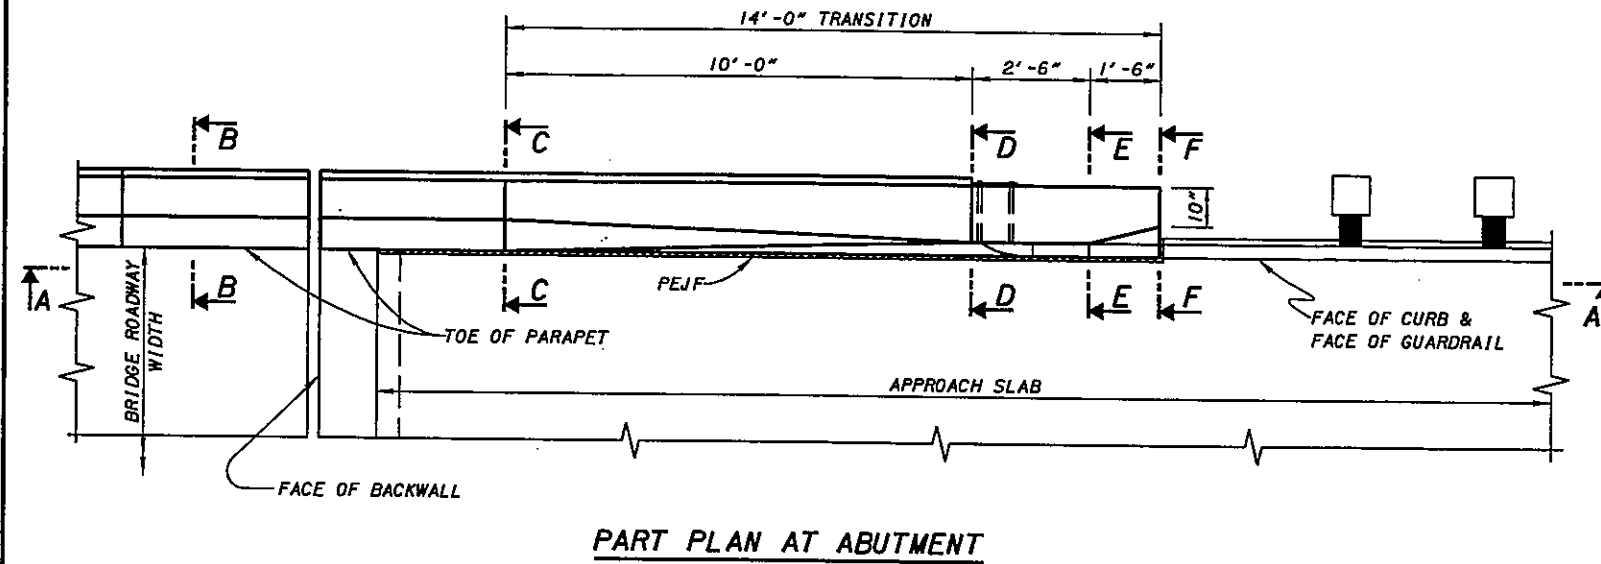 14'-0" TRANSITION
10'-0"
2'-6"
1'-6"
B
C
D
E
F
10"
A
B
C
D
E
F
A
PEJF
TOE OF PARAPET
FACE OF CURB &
FACE OF GUARDRAIL
BRIDGE ROADWAY
WIDTH
APPROACH SLAB
FACE OF BACKWALL
PART PLAN AT ABUTMENT